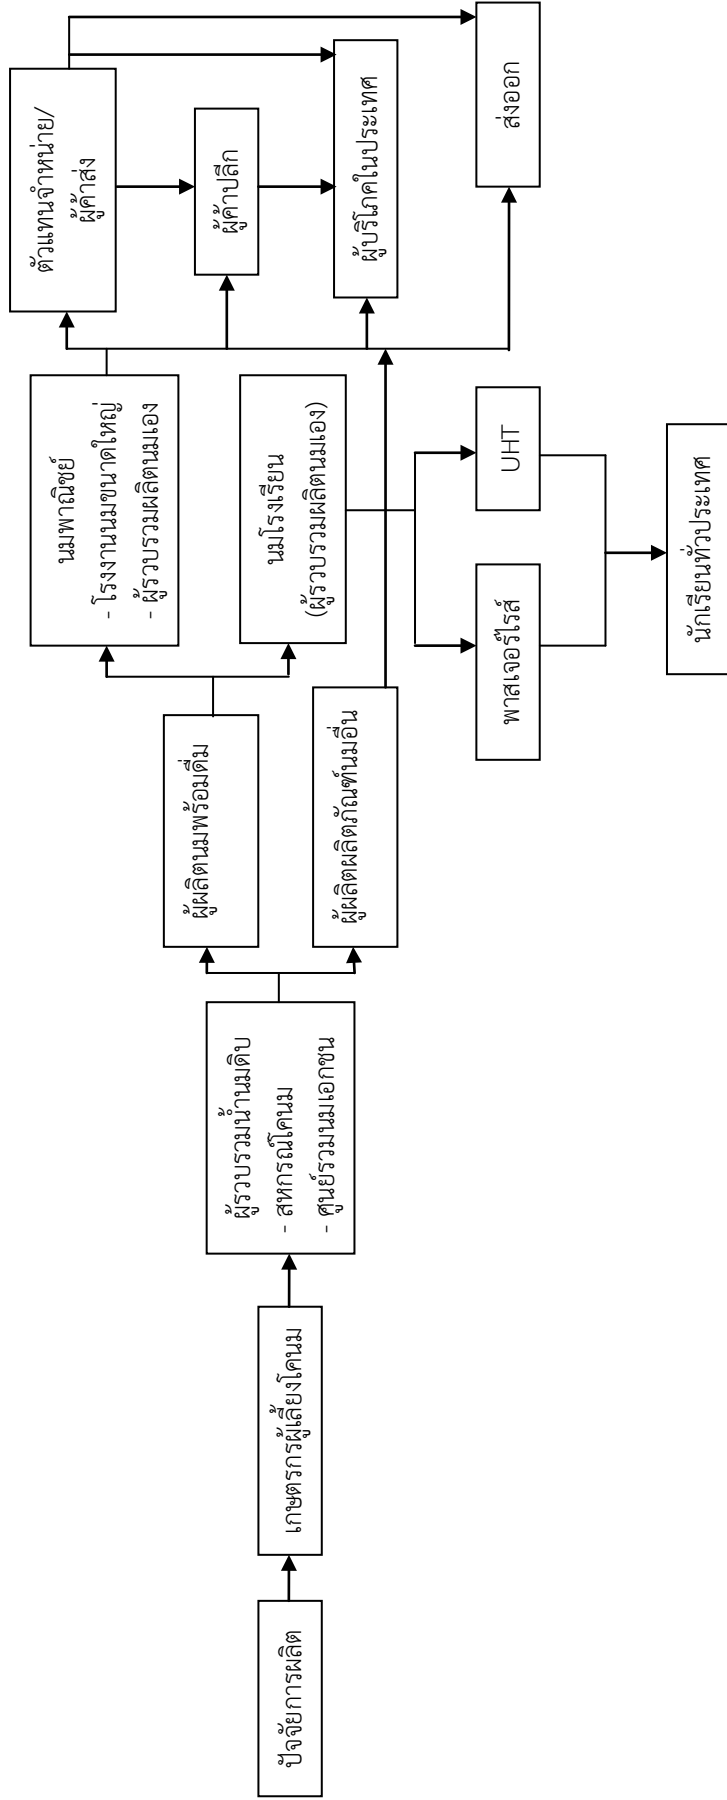 ปัจจัยการผลิต
เกษตรกรผู้เลี้ยงโคนม
ผู้รวบรวมน้ำนมดิบ
- สหกรณ์โคนม
- ศูนย์รวมนมเอกชน
ผู้ผลิตนมพร้อมดื่ม
ผู้ผลิตผลิตภัณฑ์นมอื่น
นมพาณิชย์
- โรงงานนมขนาดใหญ่
- ผู้รวบรวมผลิตนมเอง
นมโรงเรียน
(ผู้รวบรวมผลิตนมเอง)
พาสเจอร์ไรส์
UHT
นักเรียนทั่วประเทศ
ตัวแทนจำหน่าย/
ผู้ค้าส่ง
ผู้ค้าปลีก
ผู้บริโภคในประเทศ
ส่งออก